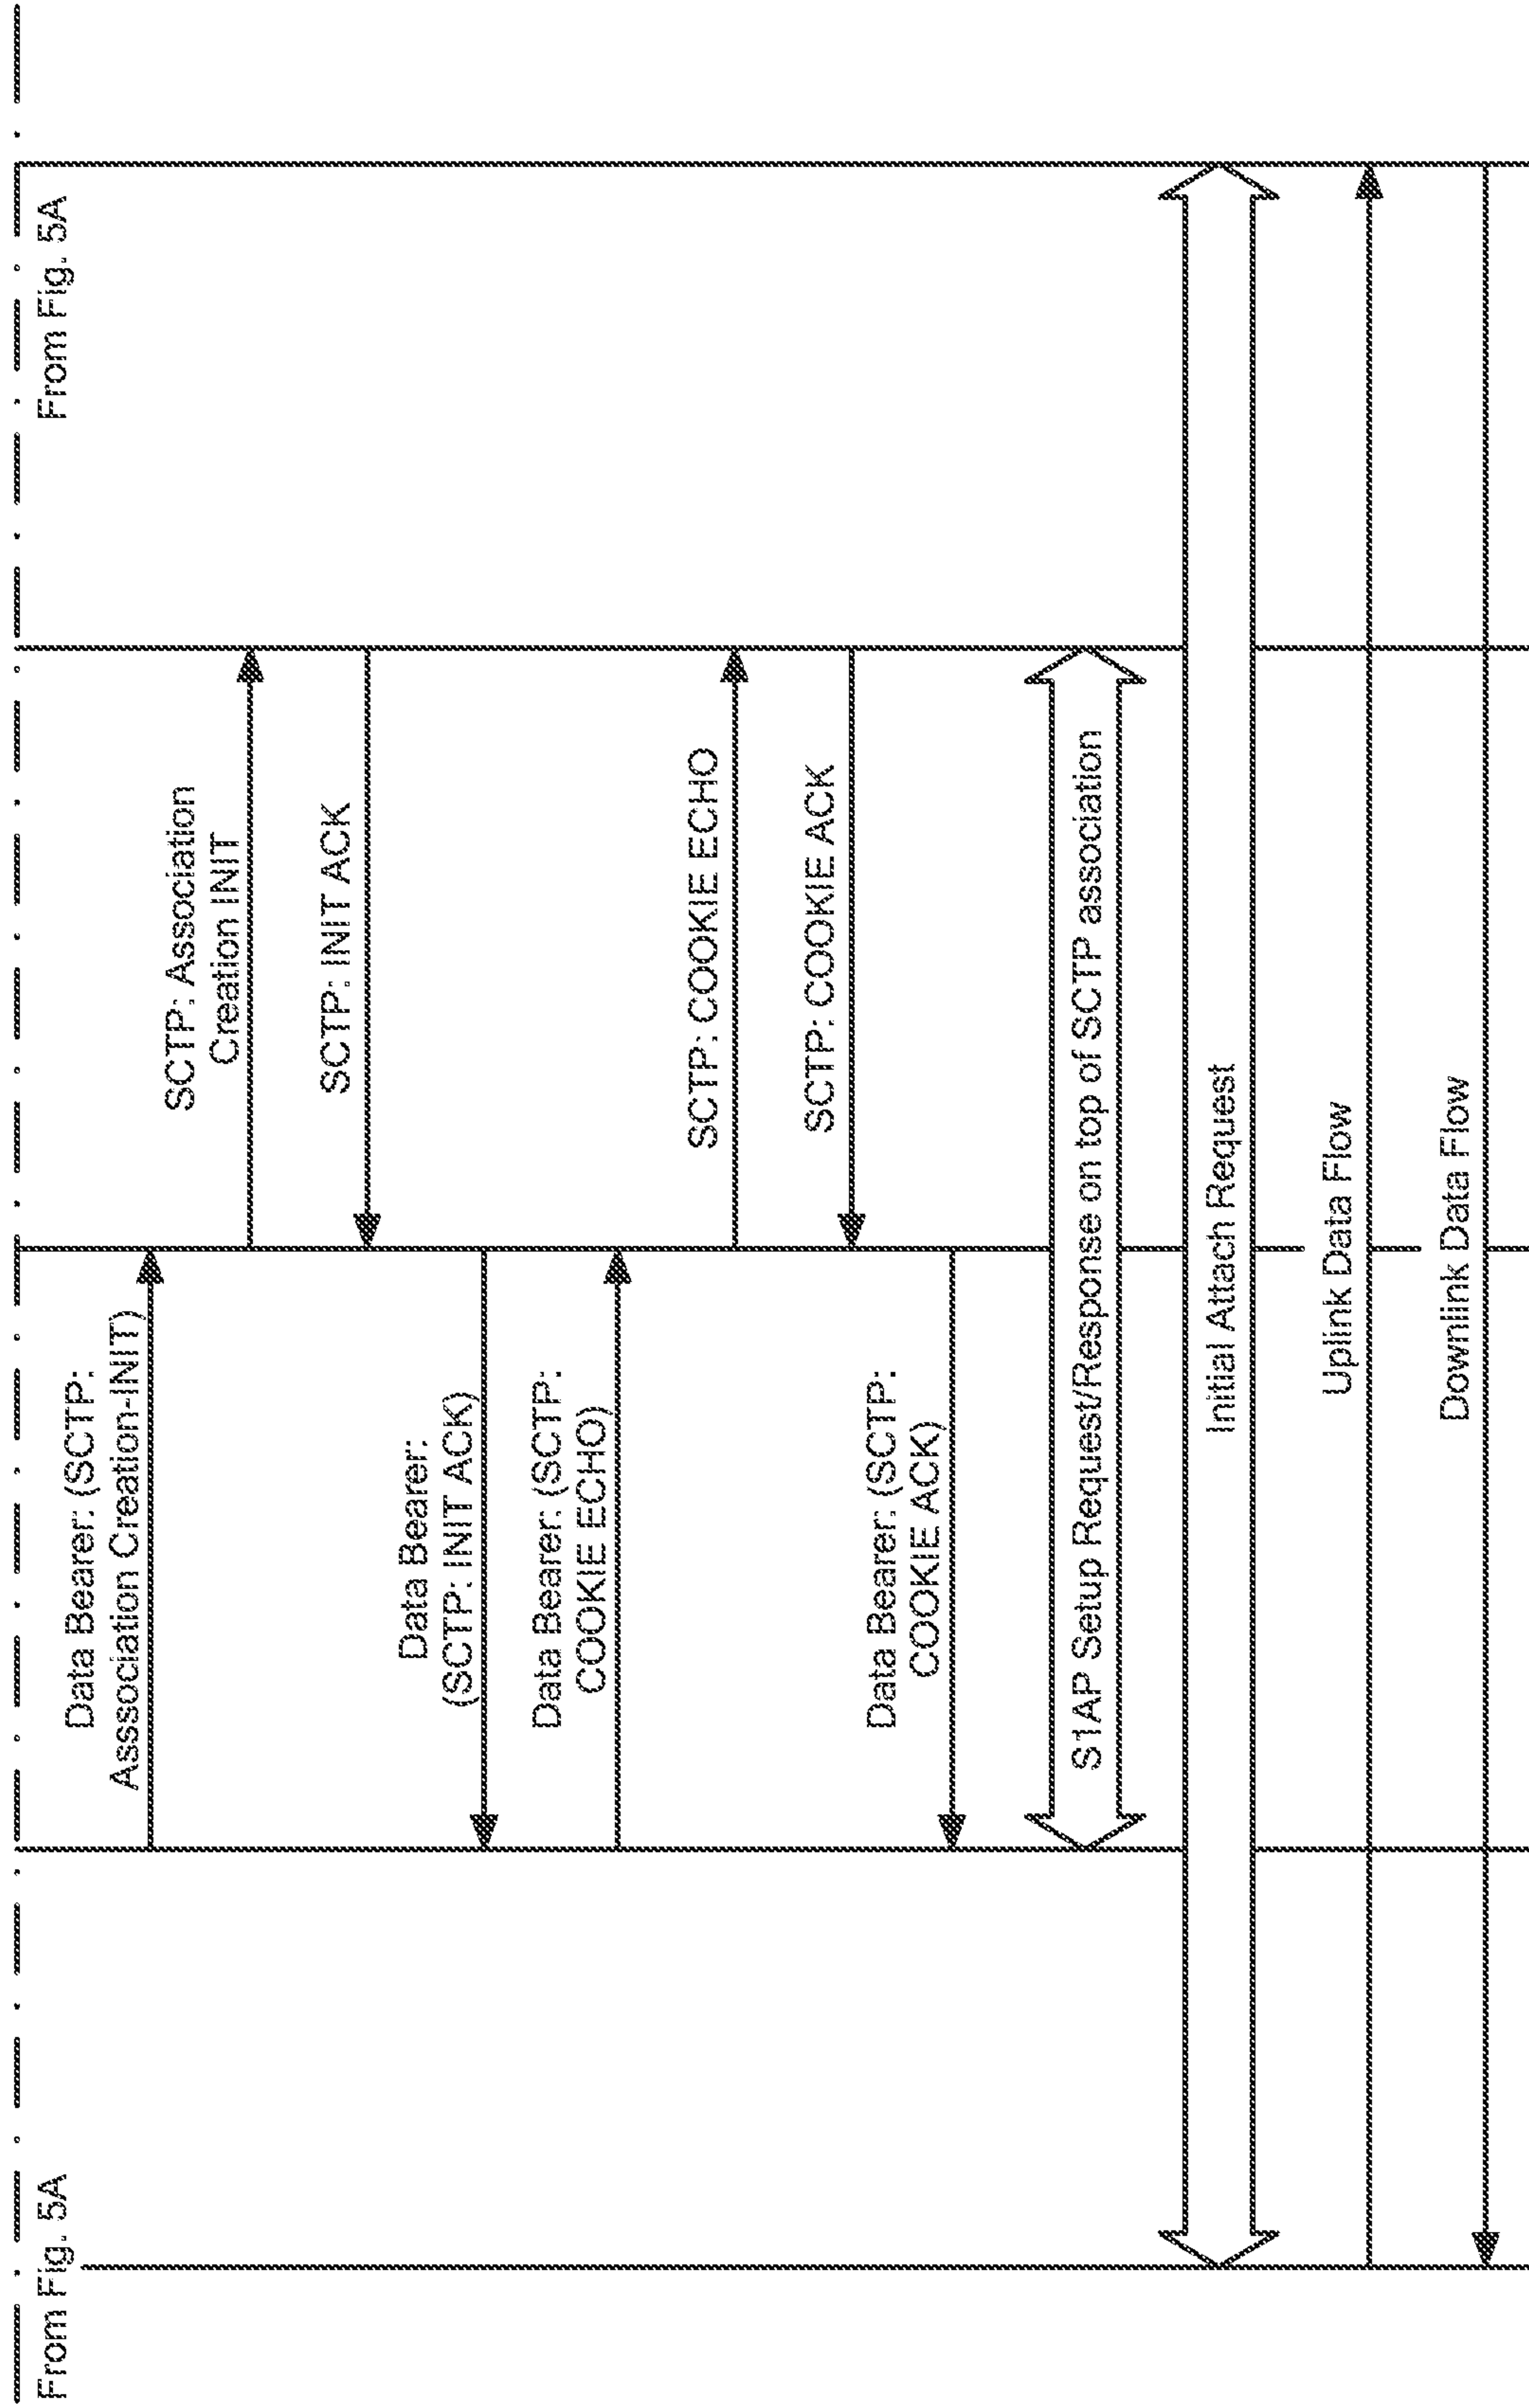 From Fig. 5A
From Fig. 5A
Data Bearer: (SCTP:
Asssociation Creation-INIT)
SCTP: Association
Creation INIT
SCTP: INIT ACK
Data Bearer:
(SCTP: INIT ACK)
Data Bearer: (SCTP:
COOKIE ECHO)
SCTP: COOKIE ECHO
SCTP: COOKIE ACK
Data Bearer: (SCTP:
COOKIE ACK)
S1AP Setup Request/Response on top of SCTP association
Initial Attach Request
Uplink Data Flow
Downlink Data Flow